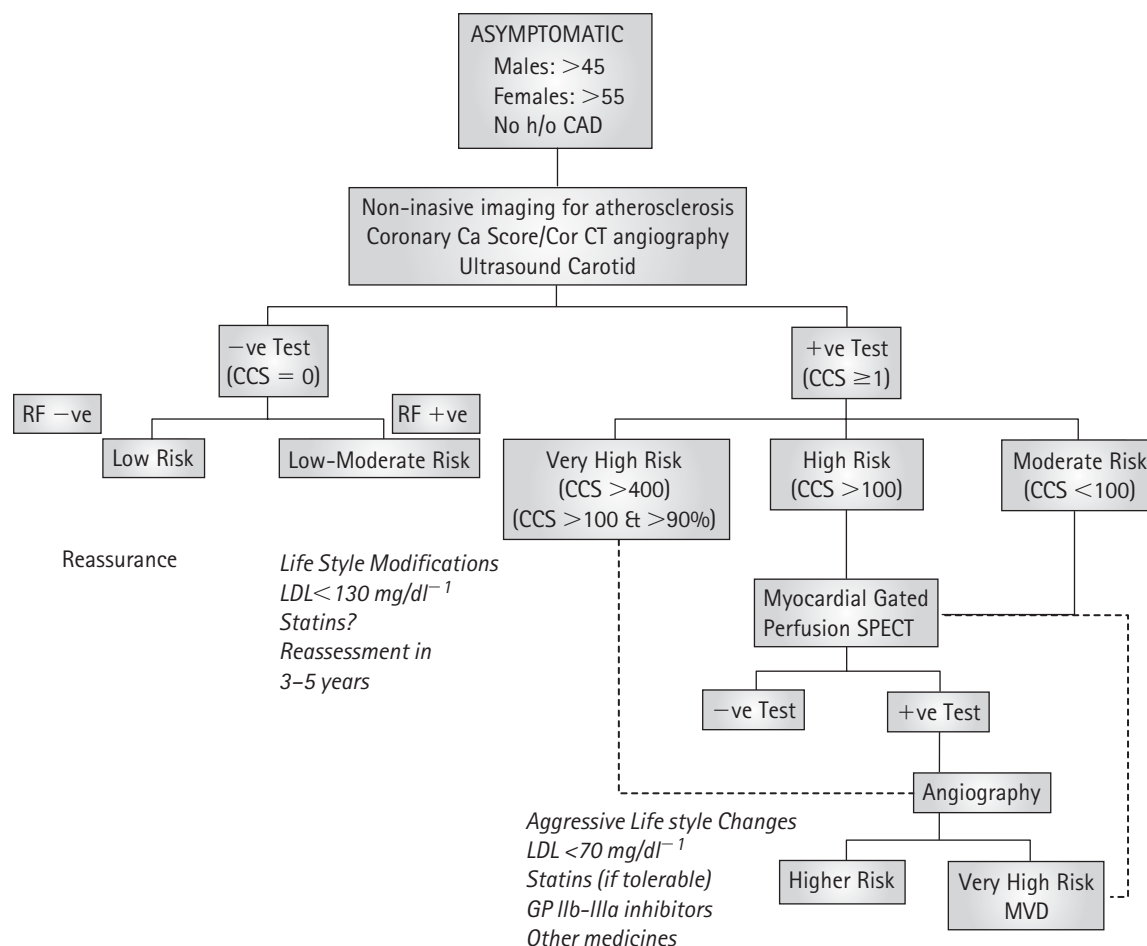 ASYMPTOMATIC
Males: >45
Females: >55
No h/o CAD
Non-inasive imaging for atherosclerosis
Coronary Ca Score/Cor CT angiography
Ultrasound Carotid
−ve Test
(CCS = 0)
+ve Test
(CCS ≥1)
RF −ve
RF +ve
Low Risk
Low-Moderate Risk
Very High Risk
(CCS >400)
(CCS >100 & >90%)
High Risk
(CCS >100)
Moderate Risk
(CCS <100)
Reassurance
Life Style Modifications
LDL< 130 mg/dl⁻¹
Statins?
Reassessment in
3–5 years
Myocardial Gated
Perfusion SPECT
−ve Test
+ve Test
Angiography
Aggressive Life style Changes
LDL <70 mg/dl⁻¹
Statins (if tolerable)
GP IIb-IIIa inhibitors
Other medicines
Higher Risk
Very High Risk
MVD